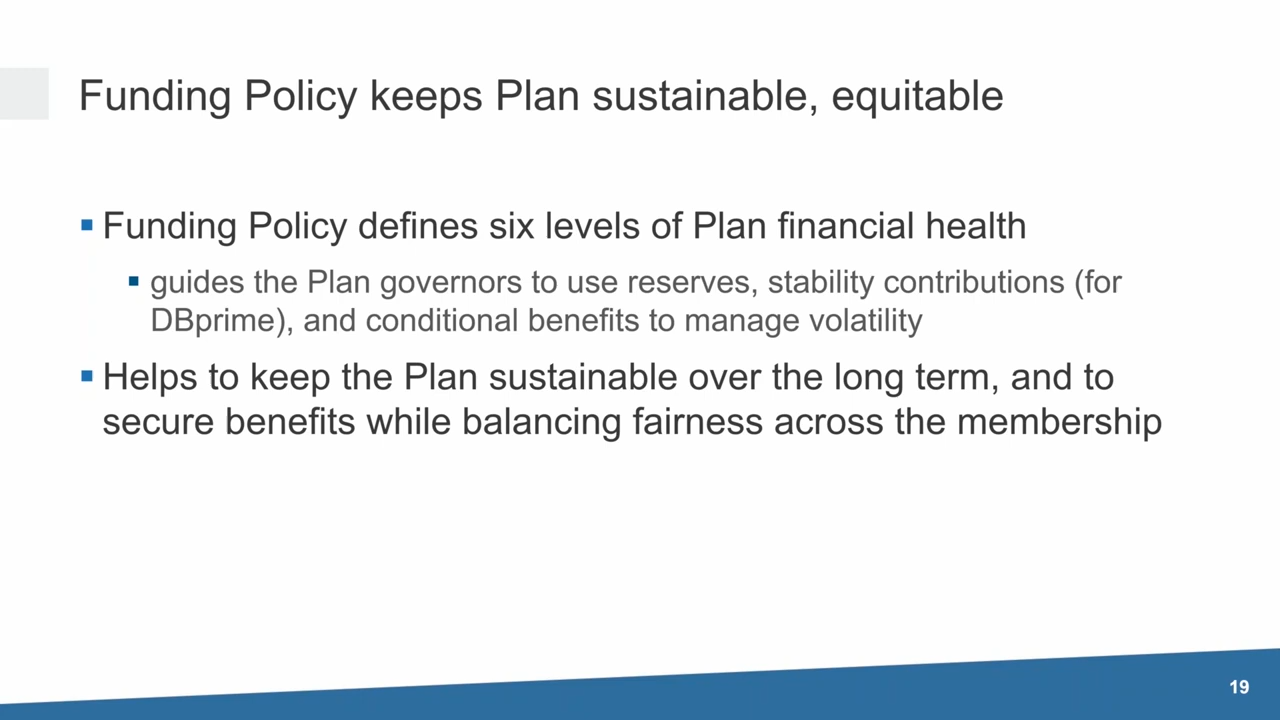 Funding Policy keeps Plan sustainable, equitable
▪ Funding Policy defines six levels of Plan financial health
▪ guides the Plan governors to use reserves, stability contributions (for
DBprime), and conditional benefits to manage volatility
▪ Helps to keep the Plan sustainable over the long term, and to
secure benefits while balancing fairness across the membership
19